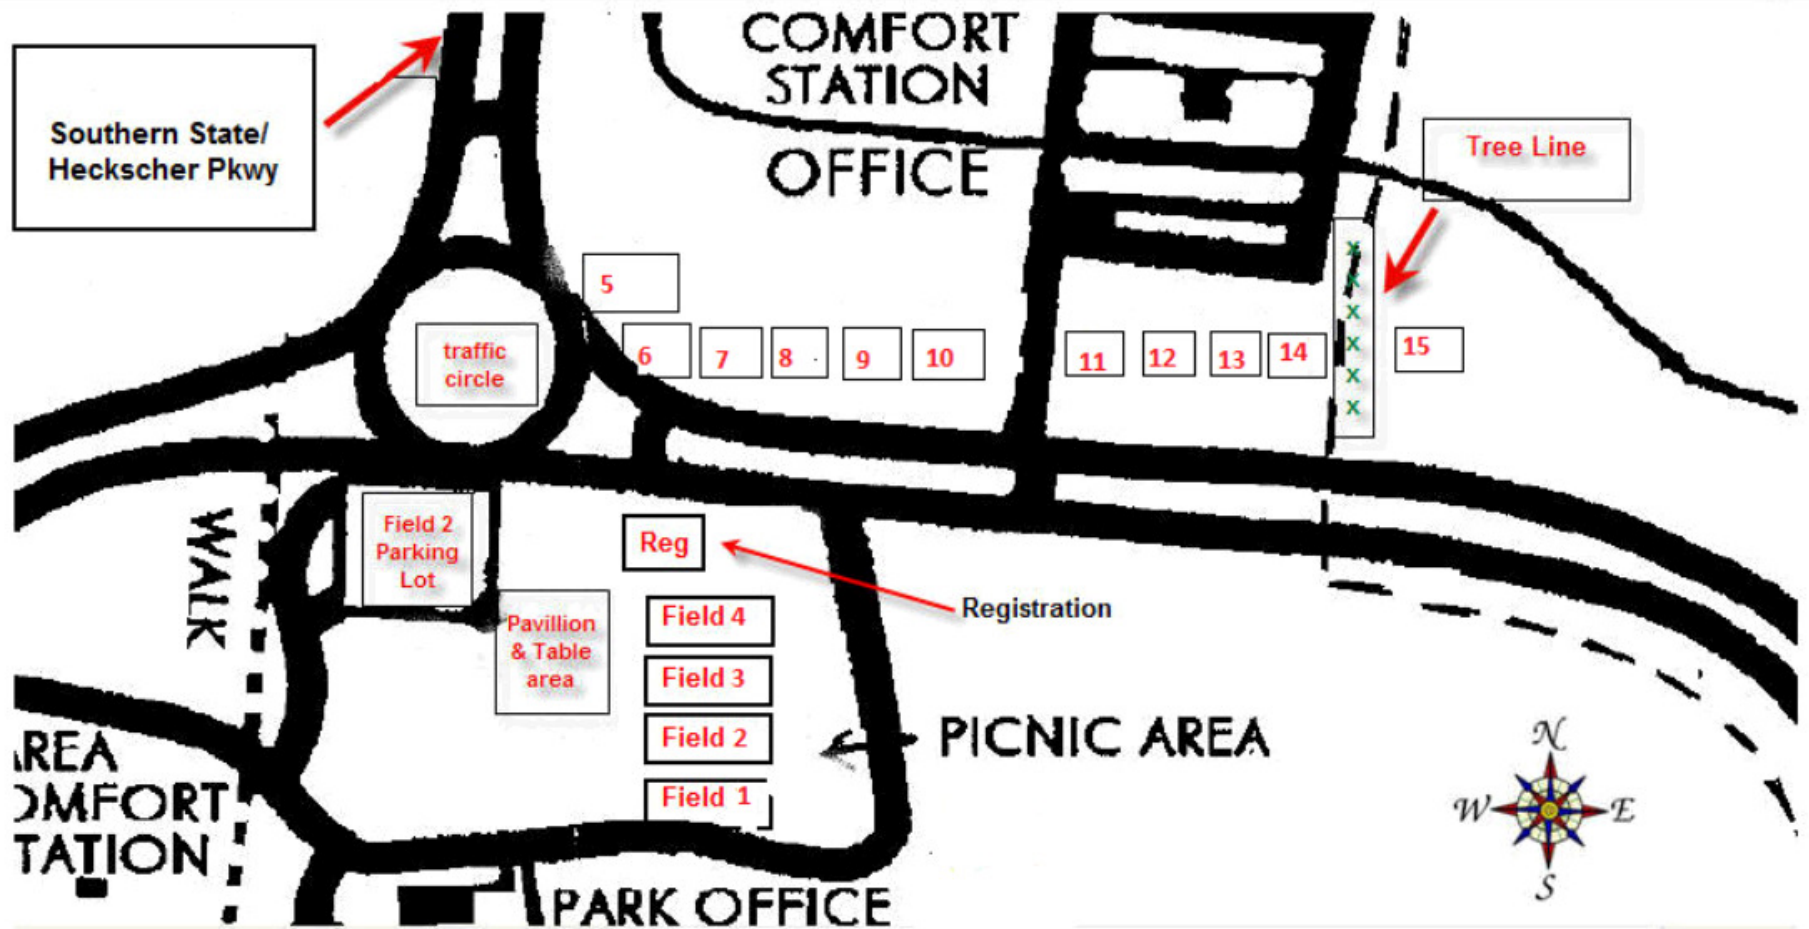 COMFORT
STATION
OFFICE
Southern State/
Heckscher Pkwy
Tree Line
x
x
x
x
x
x
5
traffic
circle
6
7
8
9
10
11
12
13
14
15
WALK
Field 2
Parking
Lot
Reg
Registration
Pavillion
& Table
area
Field 4
Field 3
Field 2
Field 1
PICNIC AREA
REA
OMFORT
TATION
PARK OFFICE
N
W
E
S